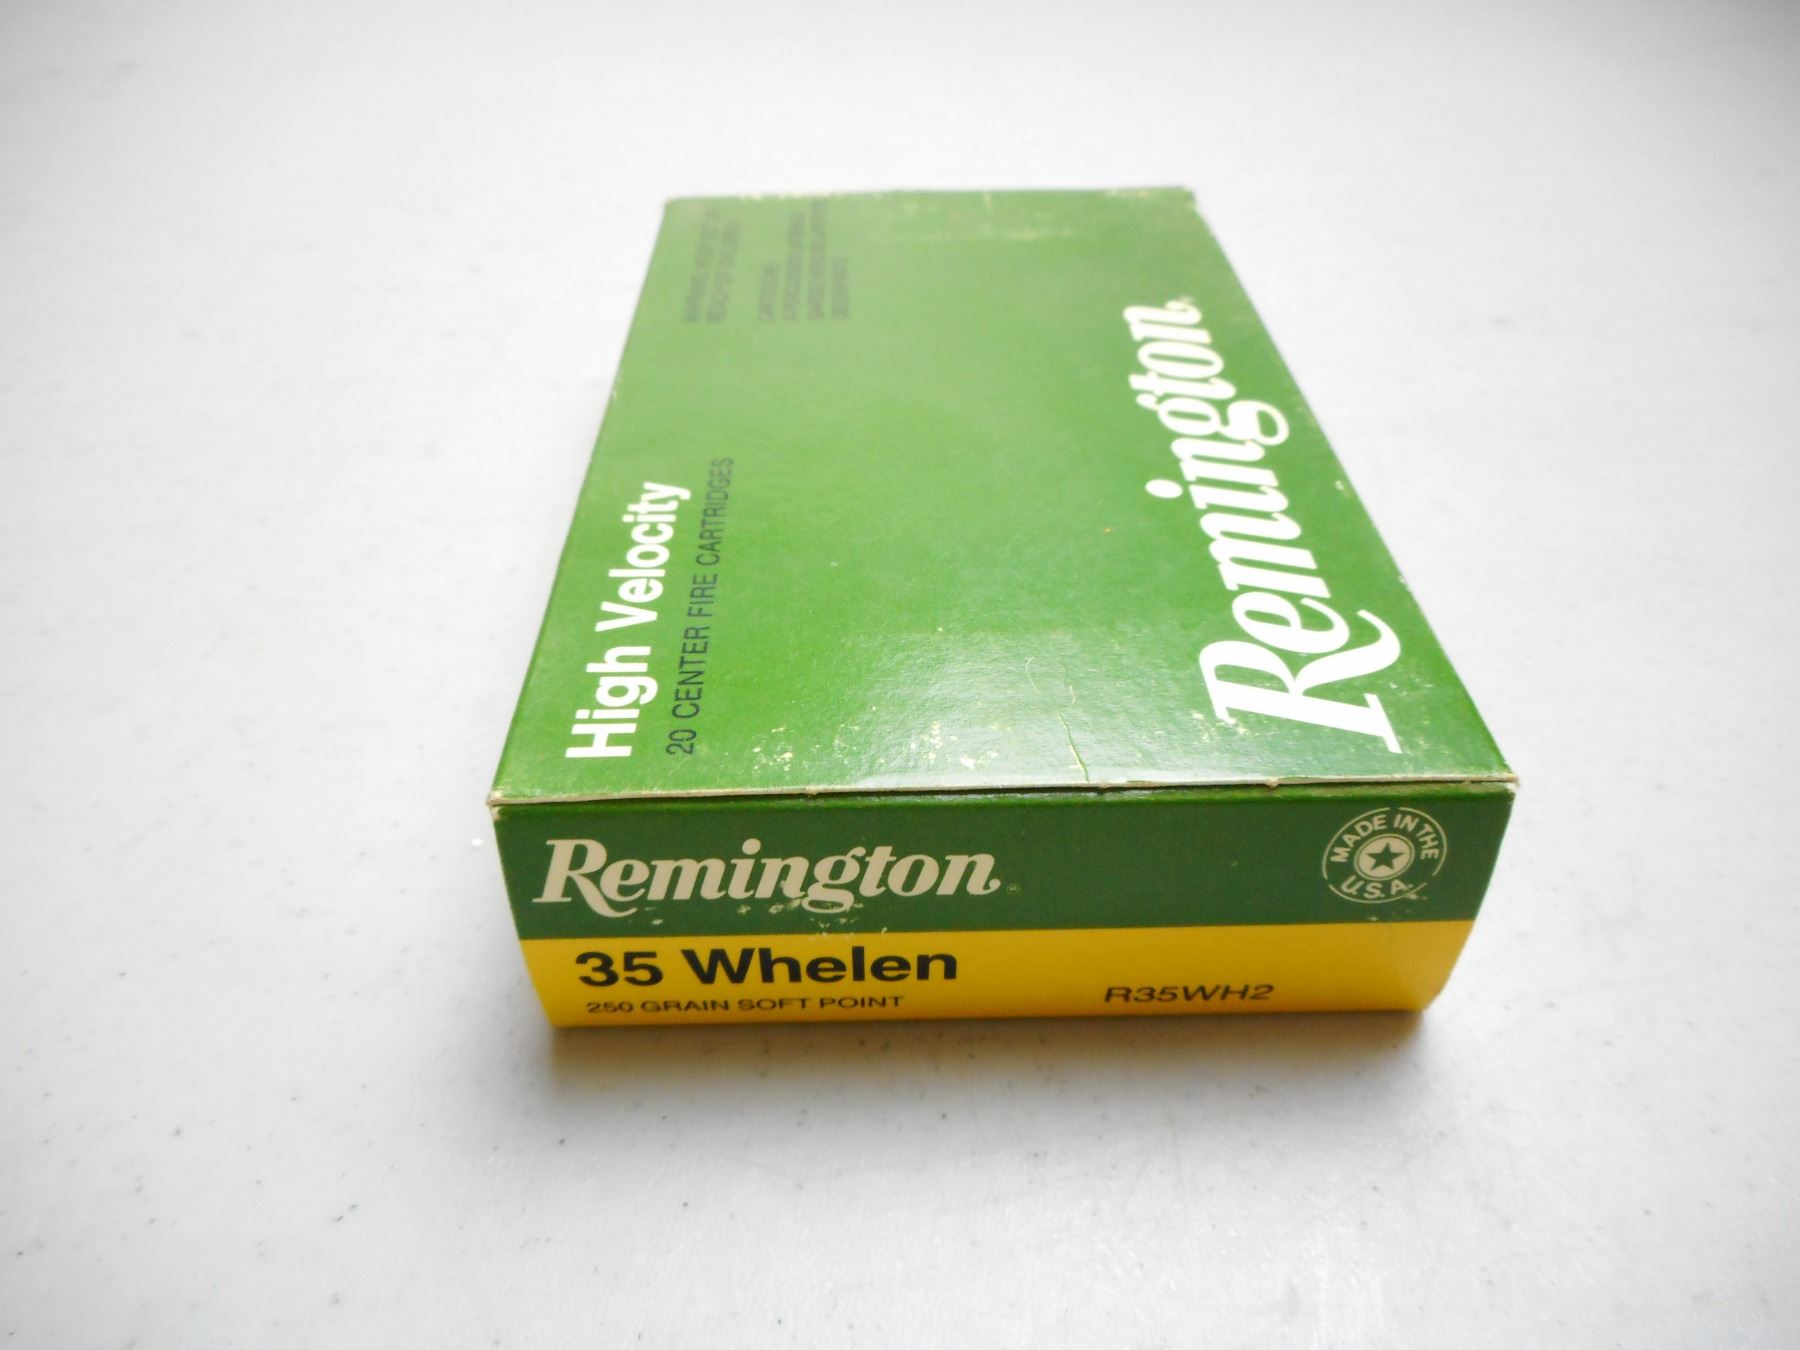 High Velocity
20 CENTER FIRE CARTRIDGES
Remington
Remington
MADE IN THE
U.S.A.
35 Whelen
250 GRAIN SOFT POINT
R35WH2